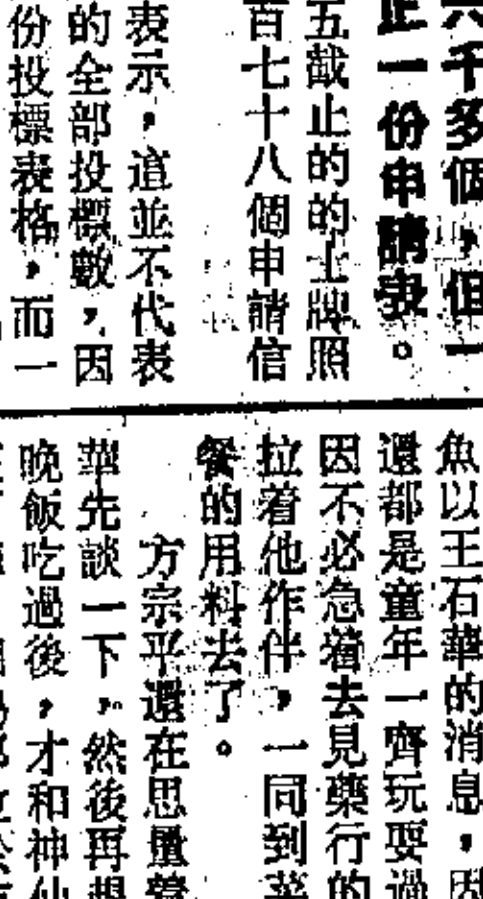 六千多個，但一
止一份申請表。
五截止的的士牌照
百七十八個申請信
表示，這並不代表
的全部投標數，因
份投標表格，而一
魚以王石華的消息，因
還都是童年一齊玩耍過
因不必急着去見藥行的
拉着他作伴，一同到菜
餐的用料去了。
方宗平還在思量
華先談一下，然後再
晚飯吃過後，才和神仙